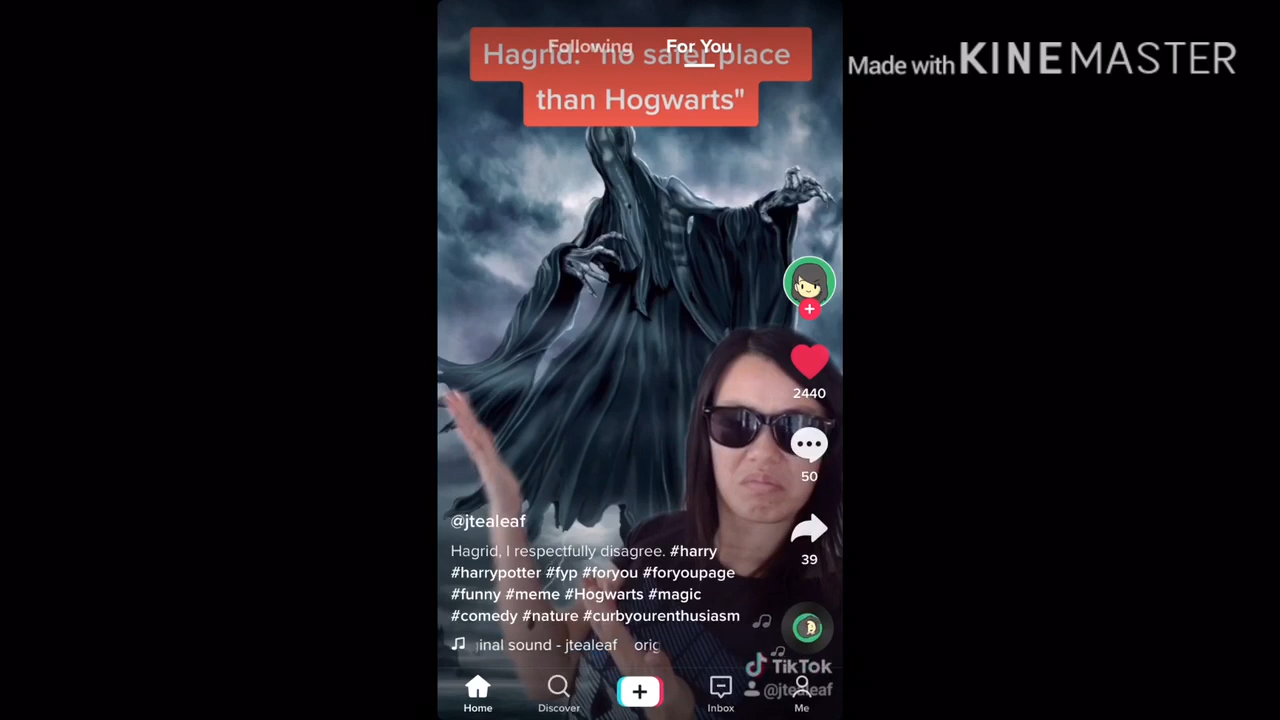 Following For You
Hagrid: "no safer place
than Hogwarts"
Made with KINEMASTER
2440
50
39
@jtealeaf
Hagrid, I respectfully disagree. #harry
#harrypotter #fyp #foryou #foryoupage
#funny #meme #Hogwarts #magic
#comedy #nature #curbyourenthusiasm
inal sound - jtealeaf orig
TikTok
@jtealeaf
Home Discover Inbox Me